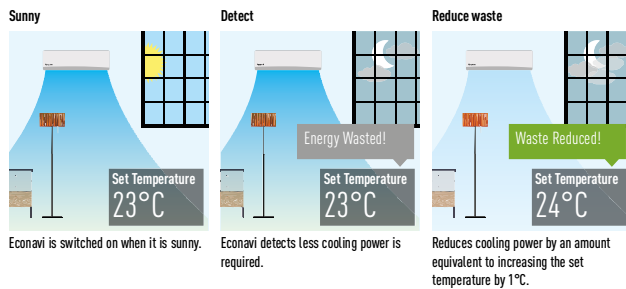 Sunny
Detect
Reduce waste
Energy Wasted!
Waste Reduced!
Set Temperature
23°C
Set Temperature
23°C
Set Temperature
24°C
Econavi is switched on when it is sunny.
Econavi detects less cooling power is
required.
Reduces cooling power by an amount
equivalent to increasing the set
temperature by 1°C.